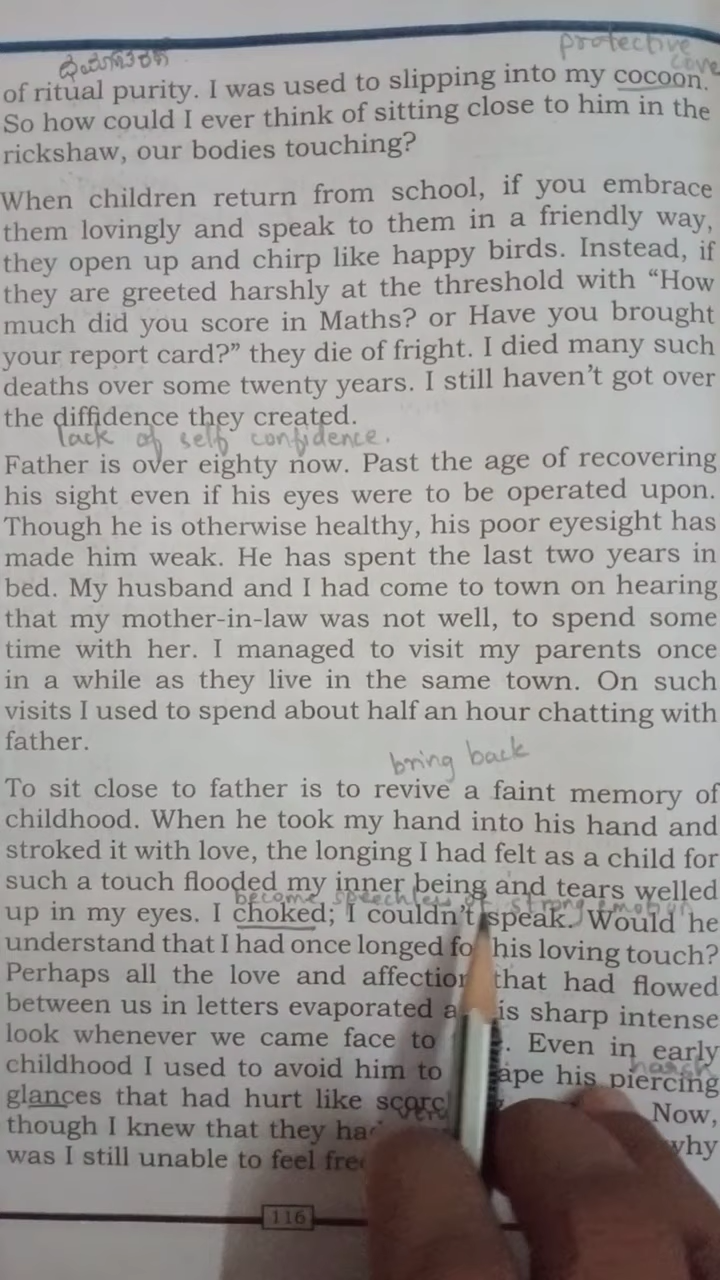 protective
cove
of ritual purity. I was used to slipping into my cocoon.
So how could I ever think of sitting close to him in the
rickshaw, our bodies touching?
When children return from school, if you embrace
them lovingly and speak to them in a friendly way,
they open up and chirp like happy birds. Instead, if
they are greeted harshly at the threshold with “How
much did you score in Maths? or Have you brought
your report card?” they die of fright. I died many such
deaths over some twenty years. I still haven’t got over
the diffidence they created.
lack of self confidence.
Father is over eighty now. Past the age of recovering
his sight even if his eyes were to be operated upon.
Though he is otherwise healthy, his poor eyesight has
made him weak. He has spent the last two years in
bed. My husband and I had come to town on hearing
that my mother-in-law was not well, to spend some
time with her. I managed to visit my parents once
in a while as they live in the same town. On such
visits I used to spend about half an hour chatting with
father.
bring back
To sit close to father is to revive a faint memory of
childhood. When he took my hand into his hand and
stroked it with love, the longing I had felt as a child for
such a touch flooded my inner being and tears welled
become speechless of strong emotion
up in my eyes. I choked; I couldn’t speak. Would he
understand that I had once longed fo his loving touch?
Perhaps all the love and affection that had flowed
between us in letters evaporated a is sharp intense
look whenever we came face to . Even in early
harsh
childhood I used to avoid him to ape his piercing
glances that had hurt like Now,
though I knew that they ha why
was I still unable to feel fre
116